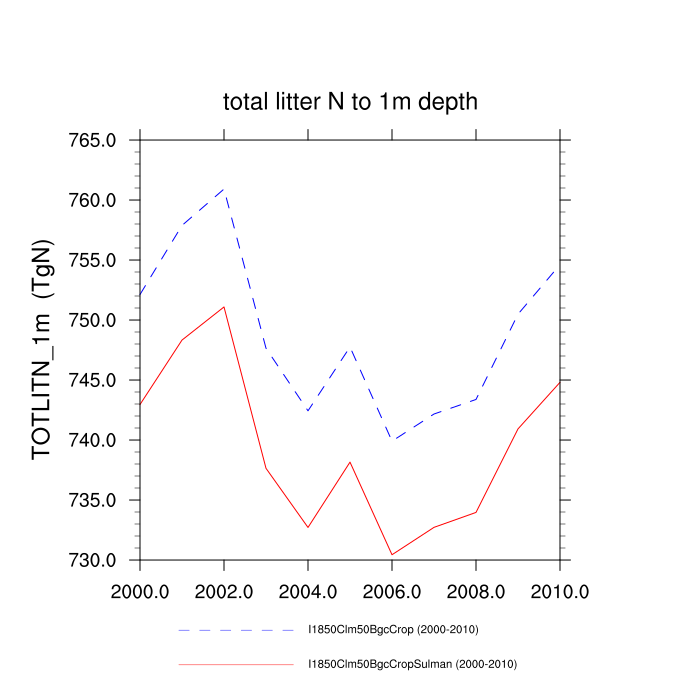 total litter N to 1m depth
TOTLITN_1m (TgN)
765.0
760.0
755.0
750.0
745.0
740.0
735.0
730.0
2000.0 2002.0 2004.0 2006.0 2008.0 2010.0
I1850Clm50BgcCrop (2000-2010)
I1850Clm50BgcCropSulman (2000-2010)